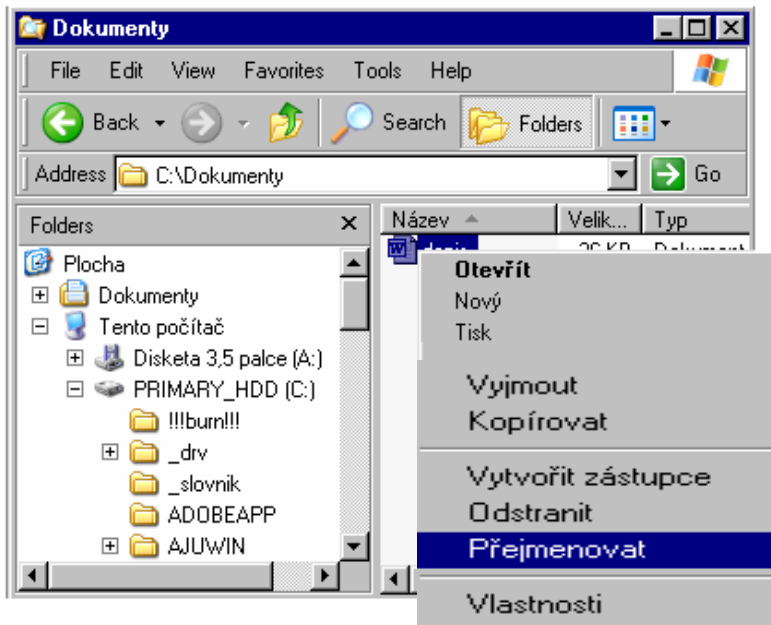 Dokumenty
File Edit View Favorites Tools Help
Back Search Folders
Address C:\Dokumenty Go
Folders x
Plocha
Dokumenty
Tento počítač
Disketa 3,5 palce (A:)
PRIMARY_HDD (C:)
!!!burn!!!
_drv
_slovnik
ADOBEAPP
AJUWIN
Název Velik... Typ
Otevřít
Nový
Tisk
Vyjmout
Kopírovat
Vytvořit zástupce
Odstranit
Přejmenovat
Vlastnosti